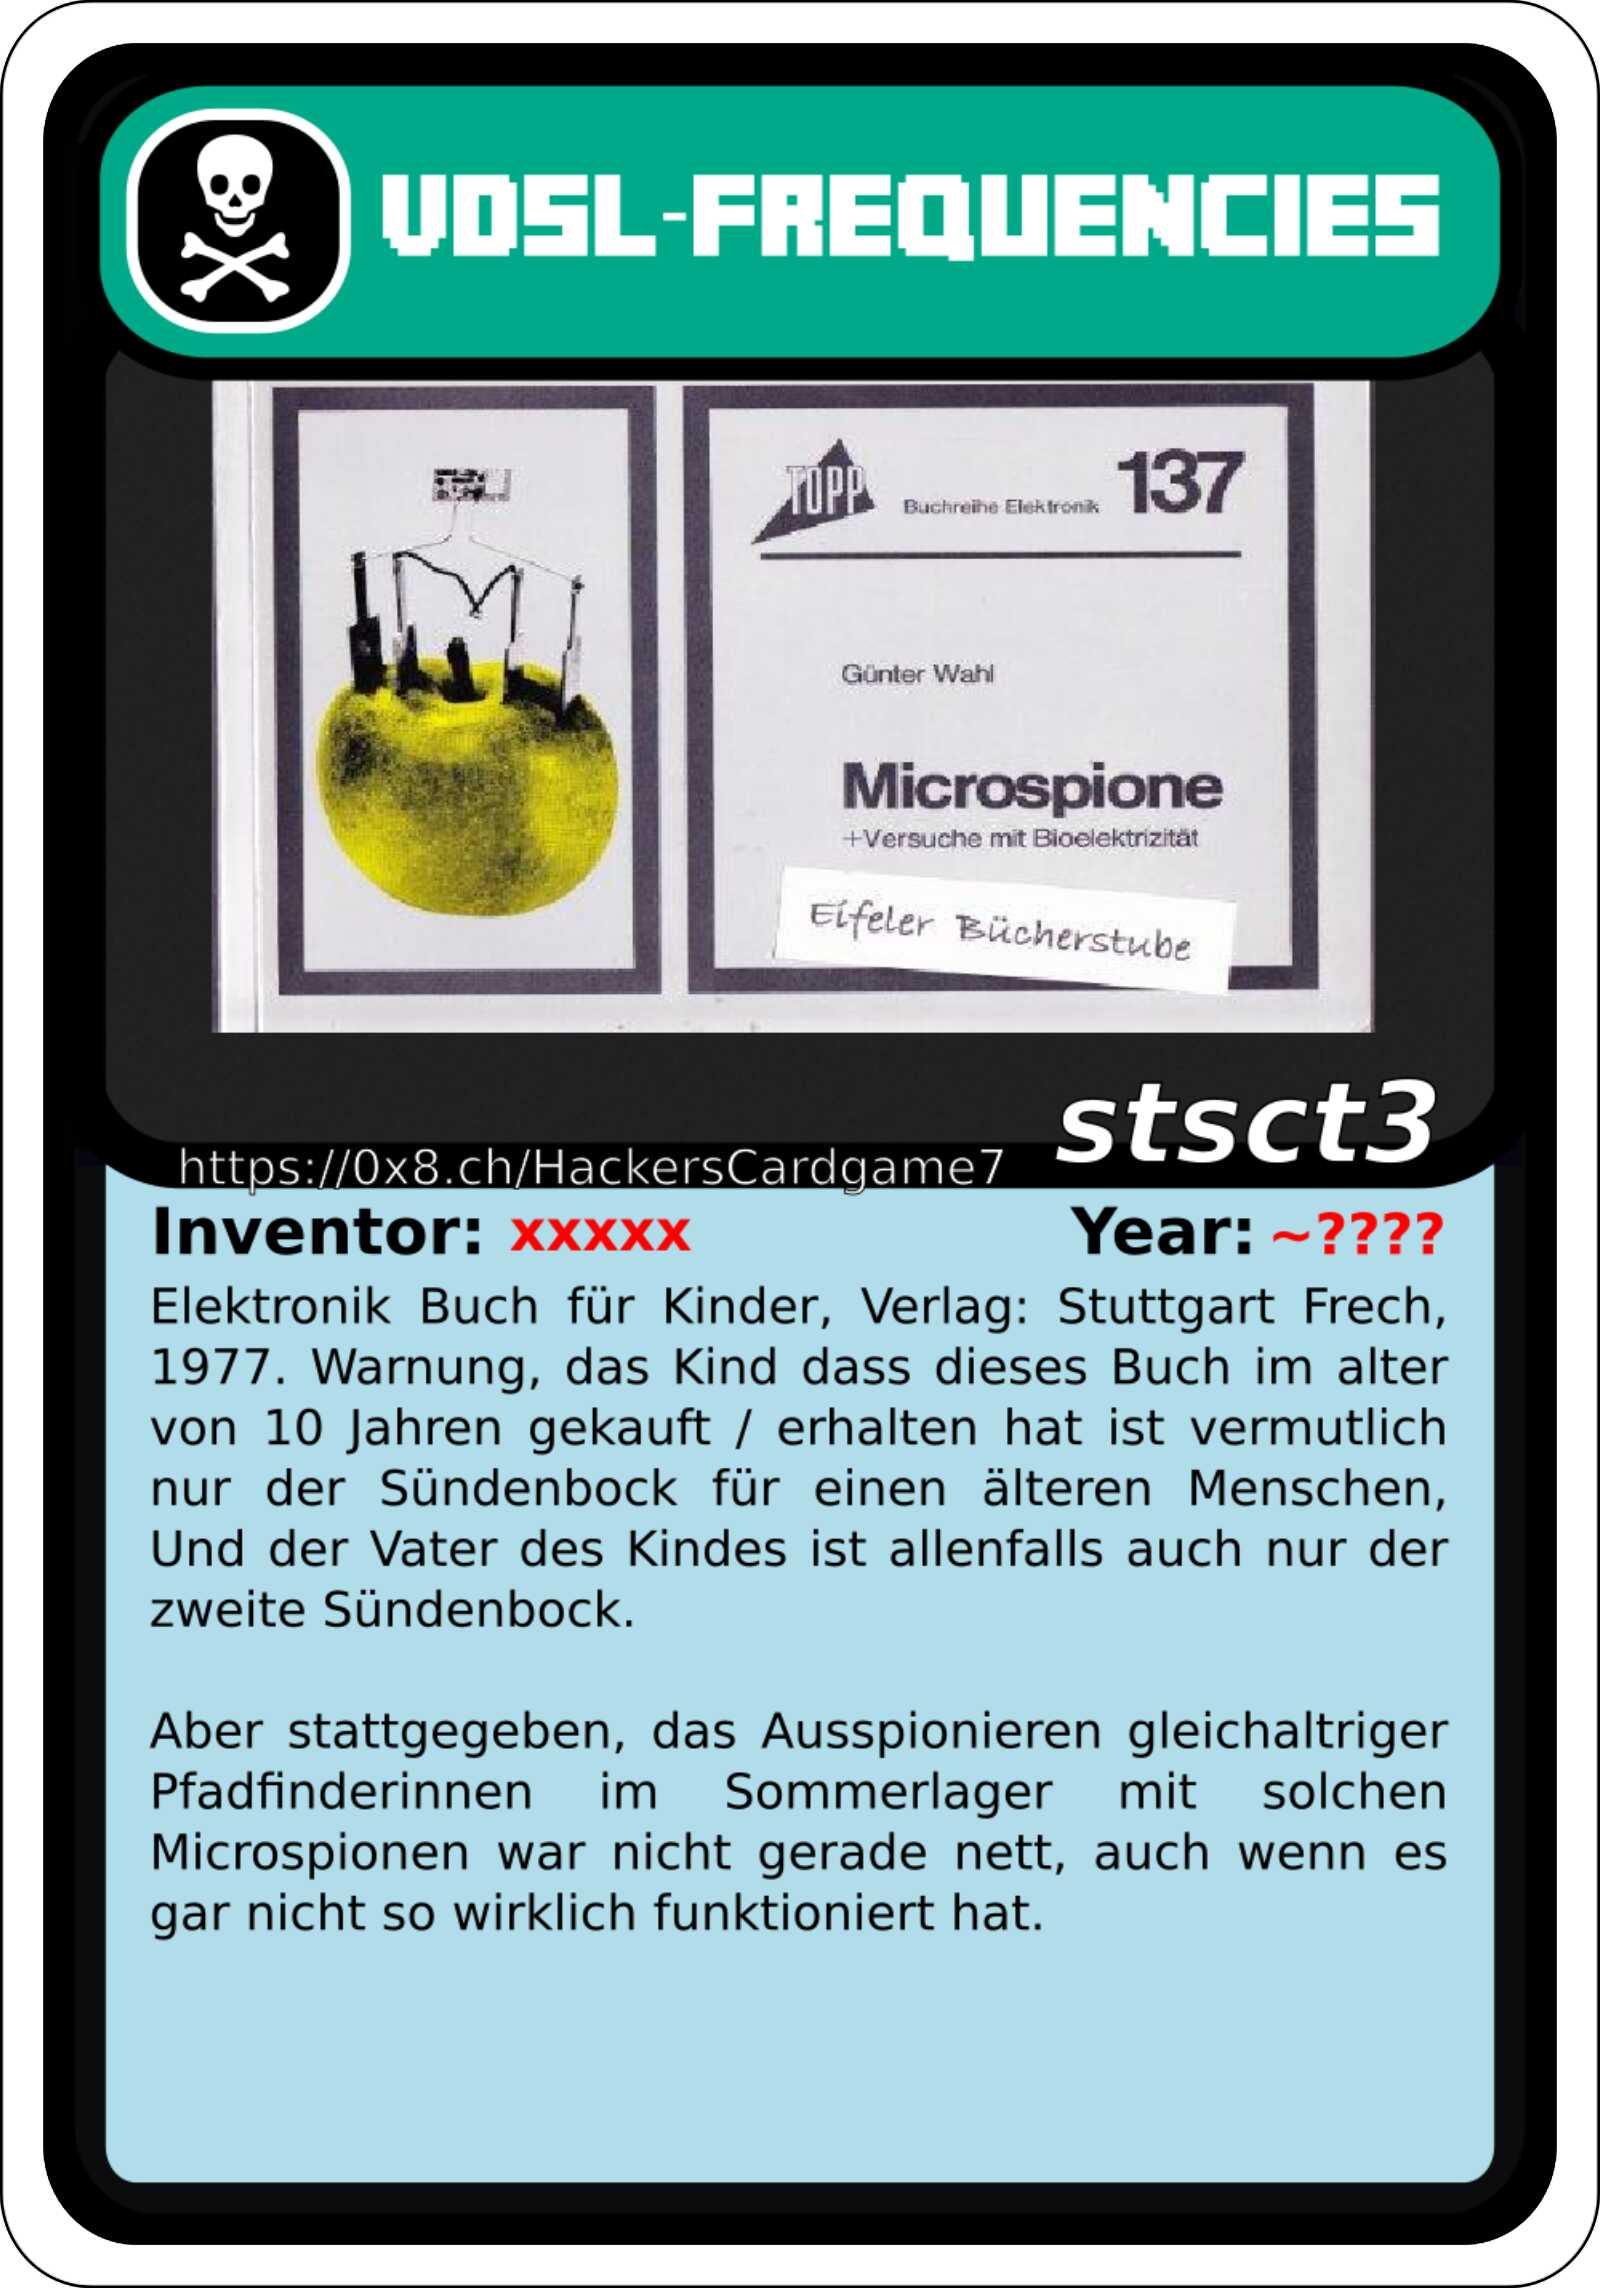 VDSL-FREQUENCIES
TOPP
Buchreihe Elektronik 137
Günter Wahl
Microspione
+Versuche mit Bioelektrizität
Eifeler Bücherstube
stsct3
https://0x8.ch/HackersCardgame7
Inventor: xxxxx Year: ~????
Elektronik Buch für Kinder, Verlag: Stuttgart Frech,
1977. Warnung, das Kind dass dieses Buch im alter
von 10 Jahren gekauft / erhalten hat ist vermutlich
nur der Sündenbock für einen älteren Menschen,
Und der Vater des Kindes ist allenfalls auch nur der
zweite Sündenbock.
Aber stattgegeben, das Ausspionieren gleichaltriger
Pfadfinderinnen im Sommerlager mit solchen
Microspionen war nicht gerade nett, auch wenn es
gar nicht so wirklich funktioniert hat.